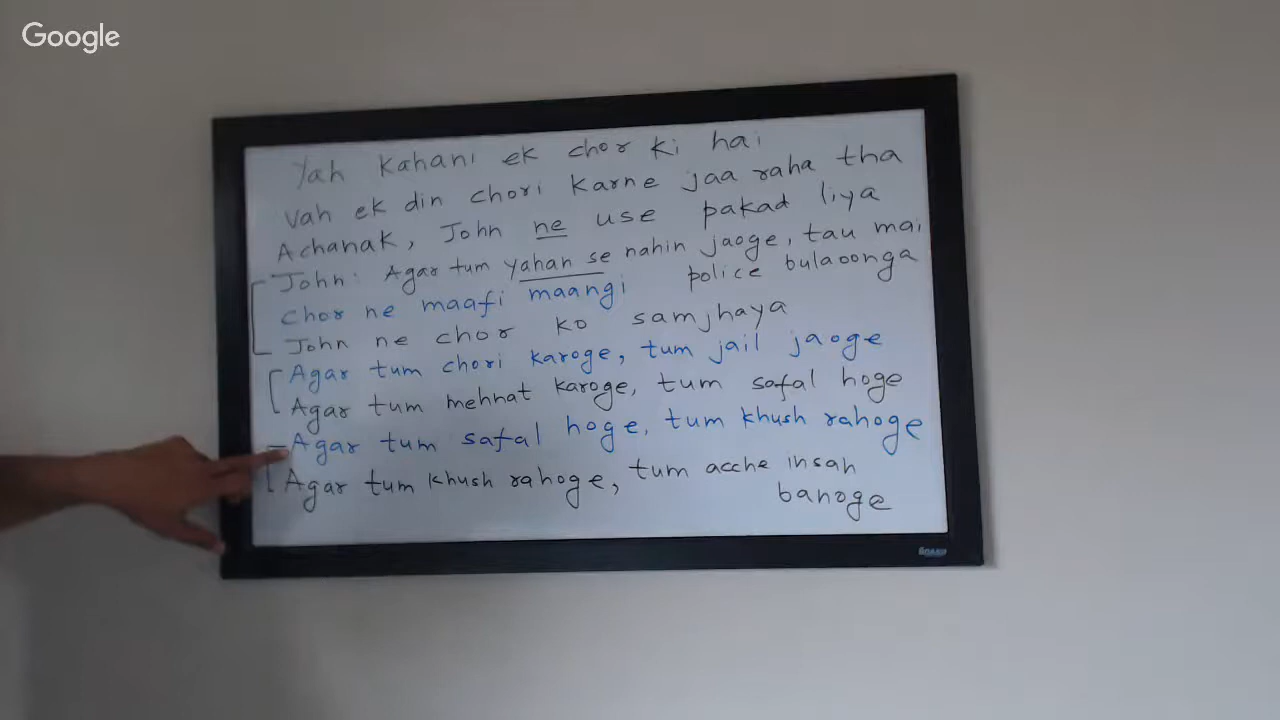 Google
Yah kahani ek chor ki hai
Vah ek din chori karne jaa raha tha
Achanak, John ne use pakad liya
John: Agar tum yahan se nahin jaoge, tau mai
police bulaoonga
Chor ne maafi maangi
John ne chor ko samjhaya
Agar tum chori karoge, tum jail jaoge
Agar tum mehnat karoge, tum safal hoge
Agar tum safal hoge, tum khush rahoge
Agar tum khush rahoge, tum acche insan
banoge